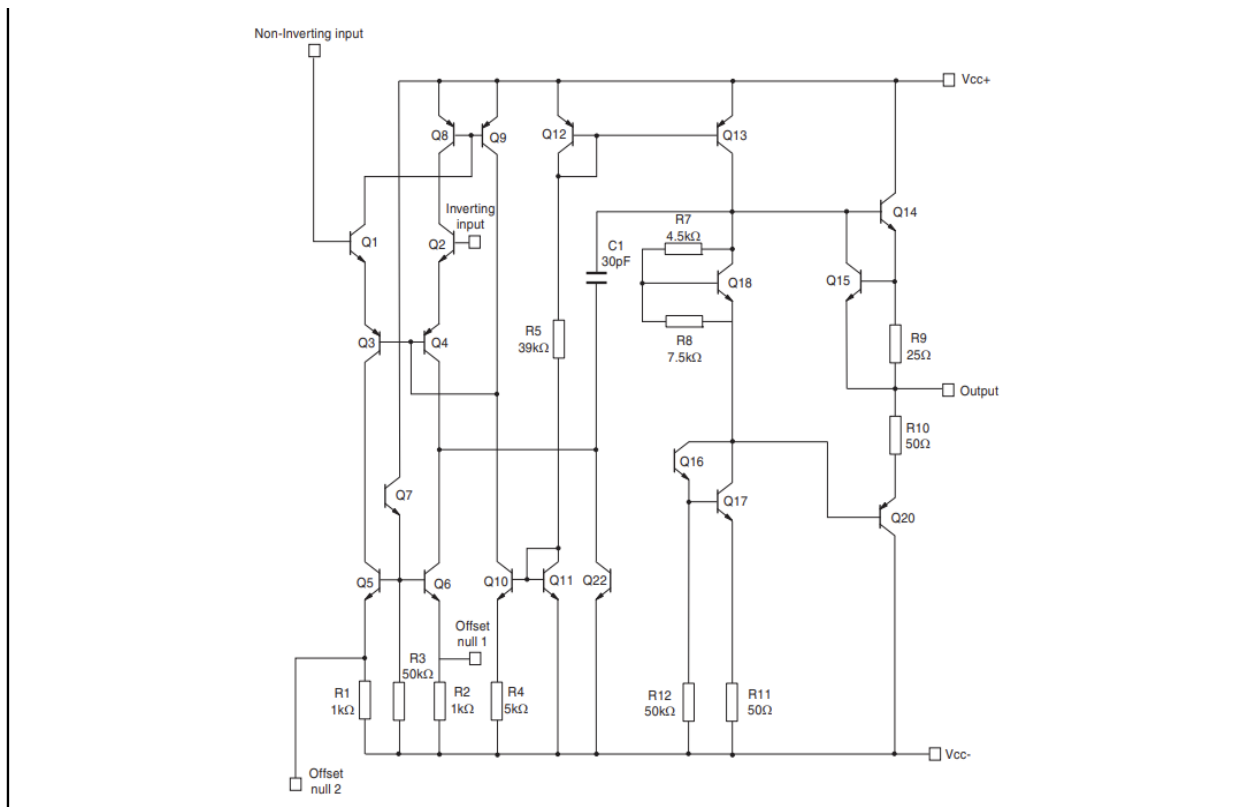 Non-Inverting input
Vcc+
Q8
Q9
Q12
Q13
Q14
Inverting
input
Q1
Q2
R7
4.5kΩ
C1
30pF
Q18
Q15
R5
39kΩ
Q3
Q4
R8
7.5kΩ
R9
25Ω
Output
R10
50Ω
Q16
Q7
Q17
Q20
Q5
Q6
Q10
Q11
Q22
Offset
null 1
R3
50kΩ
R1
1kΩ
R2
1kΩ
R4
5kΩ
R12
50kΩ
R11
50Ω
Vcc-
Offset
null 2